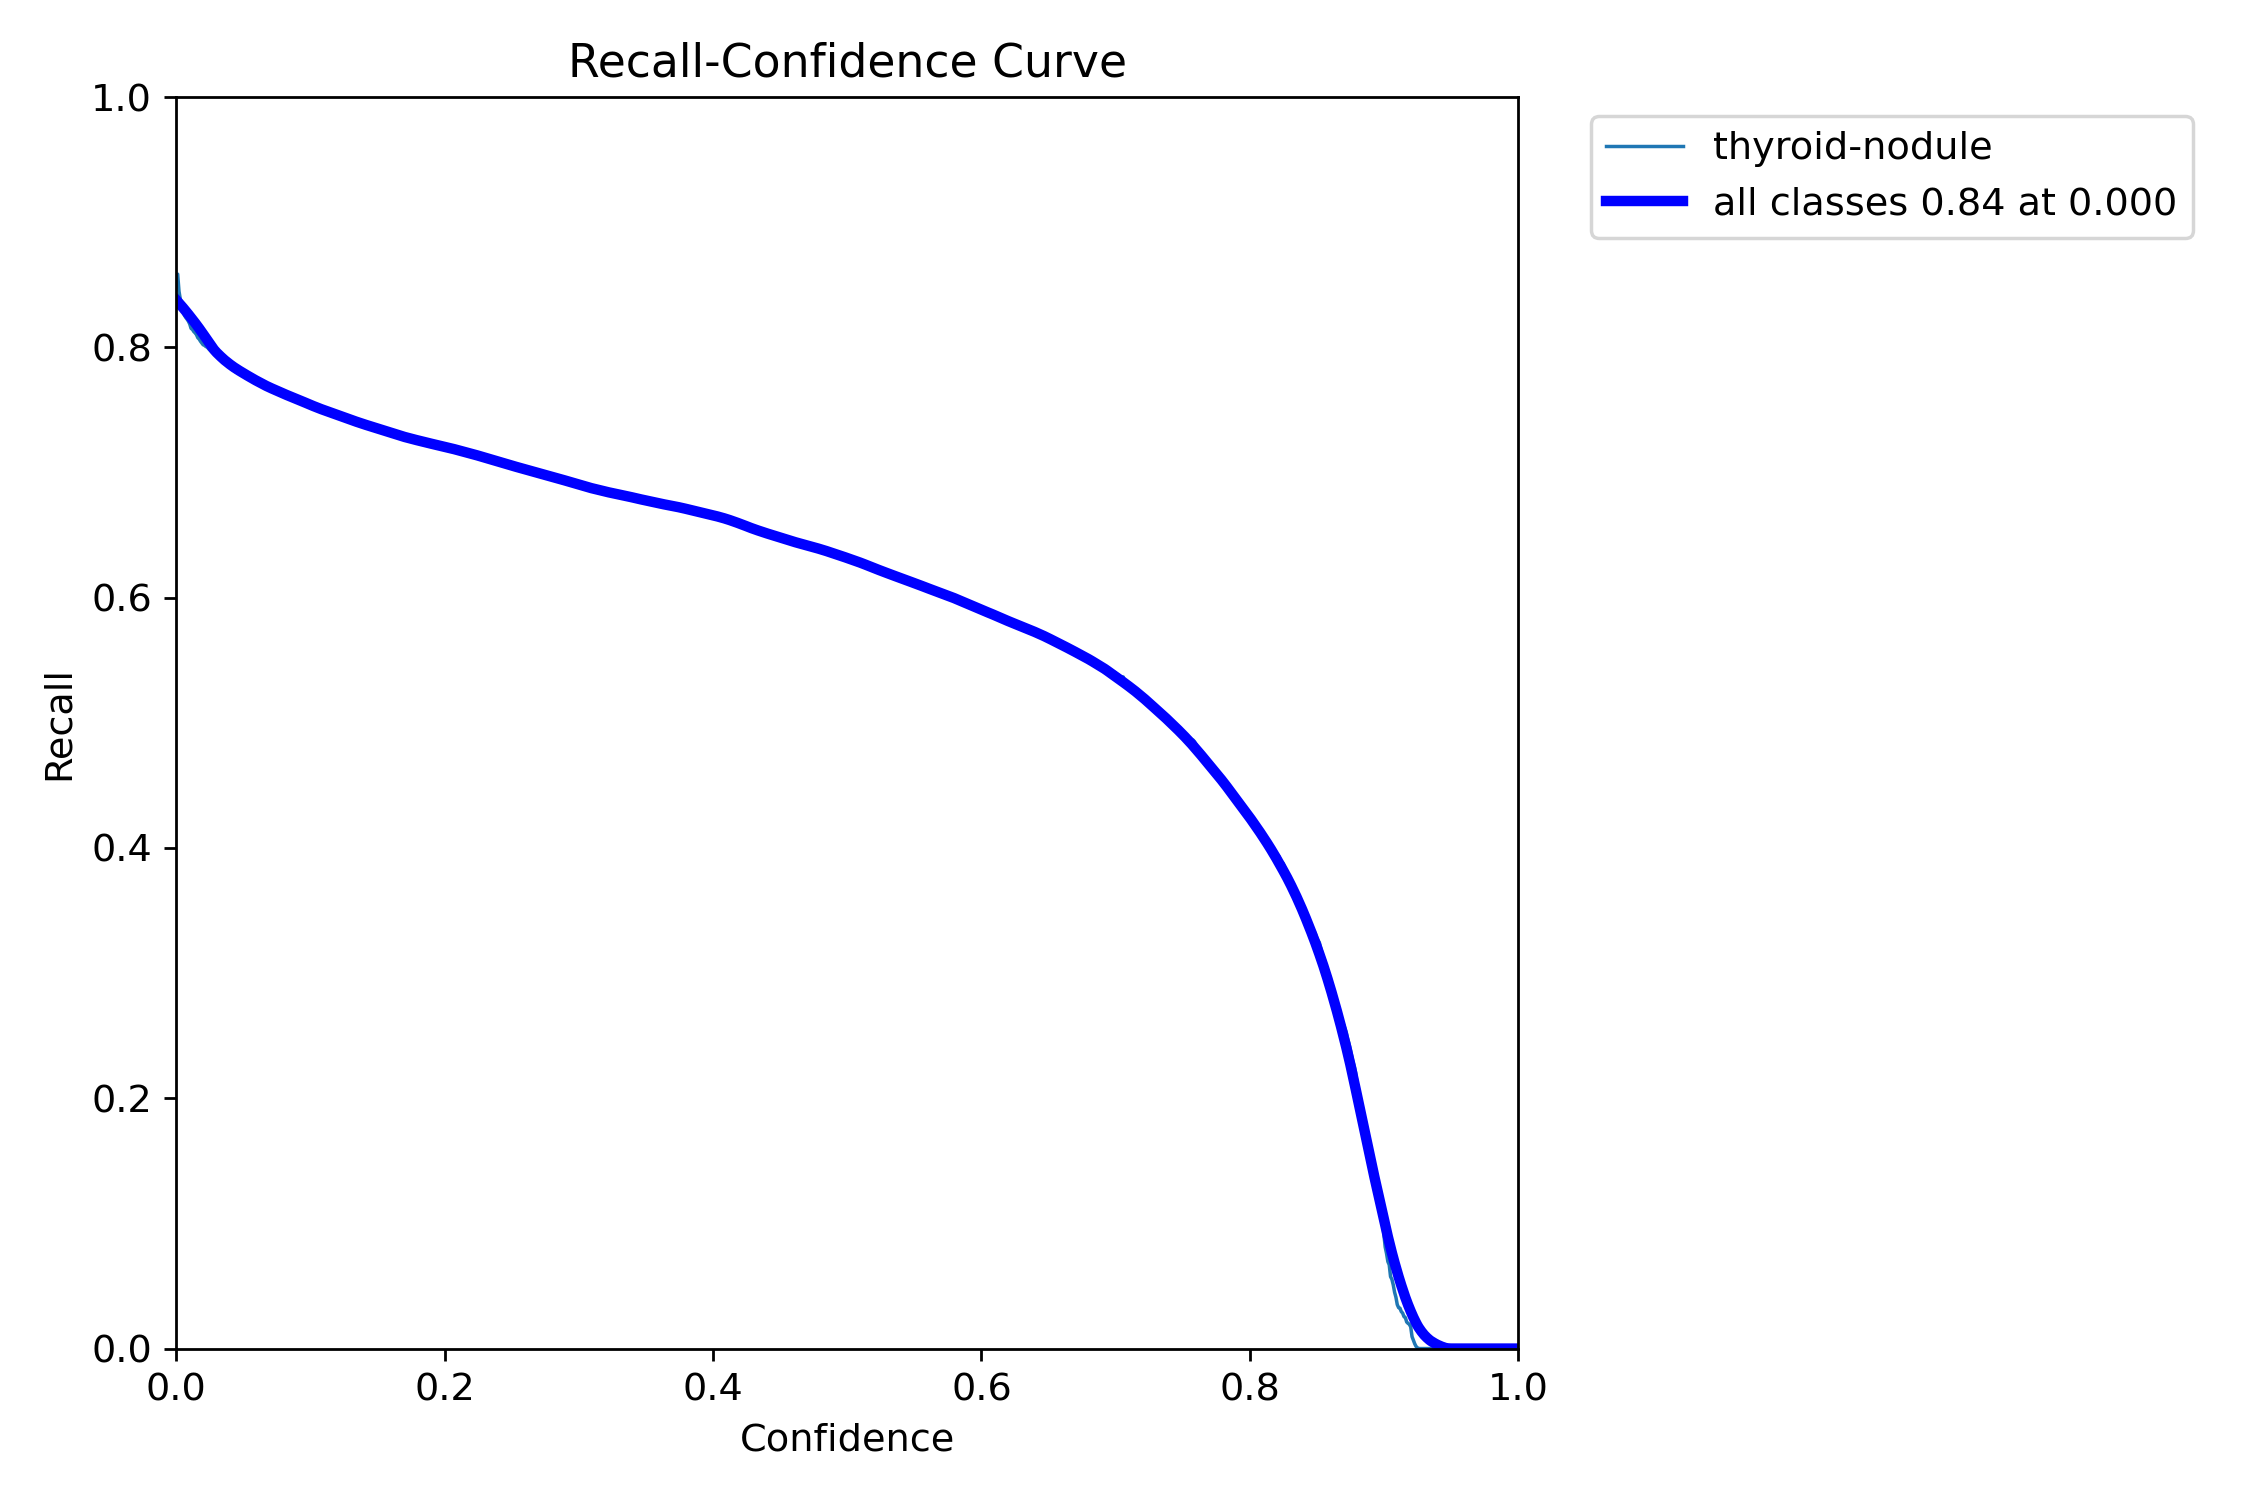 Recall-Confidence Curve
1.0
0.8
0.6
0.4
0.2
0.0
Recall
0.0 0.2 0.4 0.6 0.8 1.0
Confidence
thyroid-nodule
all classes 0.84 at 0.000